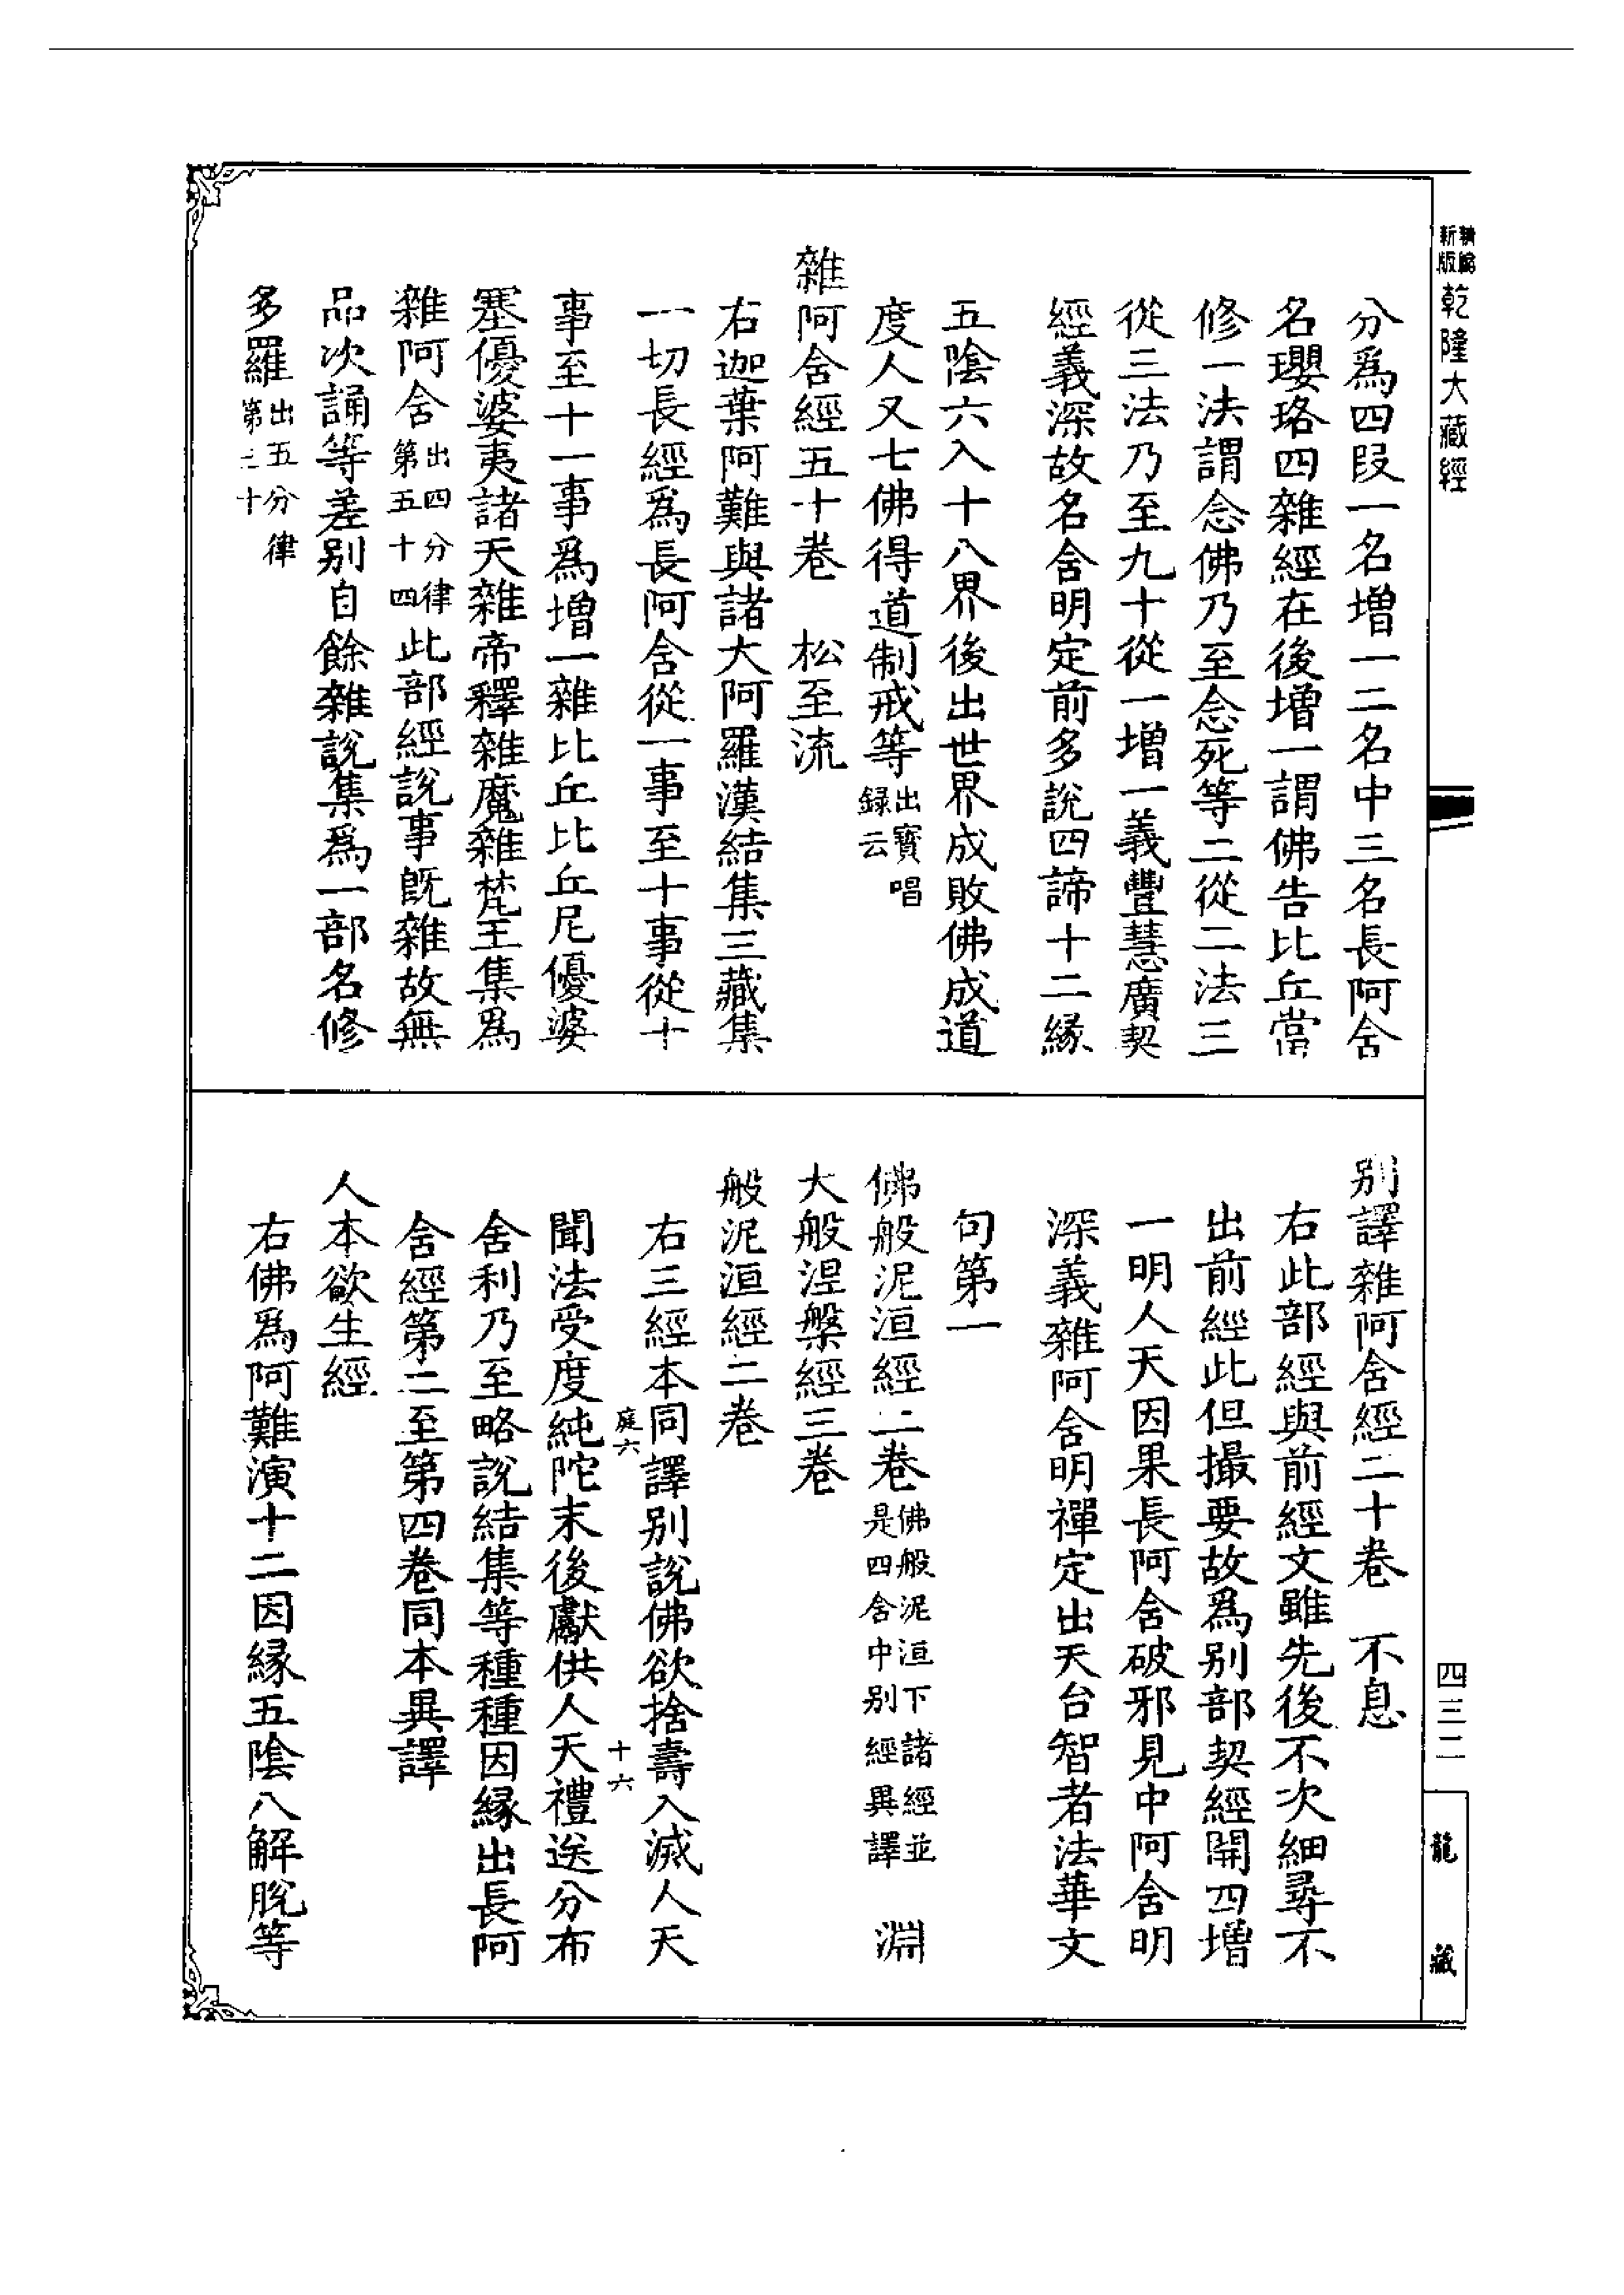 新編縮版 乾隆大藏經
分爲四段一名增一二名中三名長阿含
名瓔珞四雜經在後增一謂佛告比丘當
修一法謂念佛乃至念死等二從二法三
從三法乃至九十從一增一義豐慧廣契
經義深故名含明定前多說四諦十二緣
五陰六入十八界後出世界成敗佛成道
度人又七佛得道制戒等出寶唱錄云
雜阿含經五十卷 松至流
右迦葉阿難與諸大阿羅漢結集三藏集
一切長經爲長阿含從一事至十事從十
事至十一事爲增一雜比丘比丘尼優婆
塞優婆夷諸天雜帝釋雜魔雜梵王集爲
雜阿含出四分律第五十四此部經說事旣雜故無
品次誦等差别自餘雜說集爲一部名修
多羅出五分律第三十
别譯雜阿含經二十卷 不息
右此部經與前經文雖先後不次細尋不
出前經此但撮要故爲别部契經開四增
一明人天因果長阿含破邪見中阿含明
深義雜阿含明禪定出天台智者法華文
句第一
佛般泥洹經二卷佛般泥洹下諸經並是四含中别經異譯 淵
大般涅槃經三卷
般泥洹經二卷
右三經本同譯别說佛欲捨壽入滅人天
庭六 十六
聞法受度純陀末後獻供人天禮送分布
舍利乃至略說結集等種種因緣出長阿
含經第二至第四卷同本異譯
人本欲生經
右佛爲阿難演十二因緣五陰八解脫等
四三二
龍藏